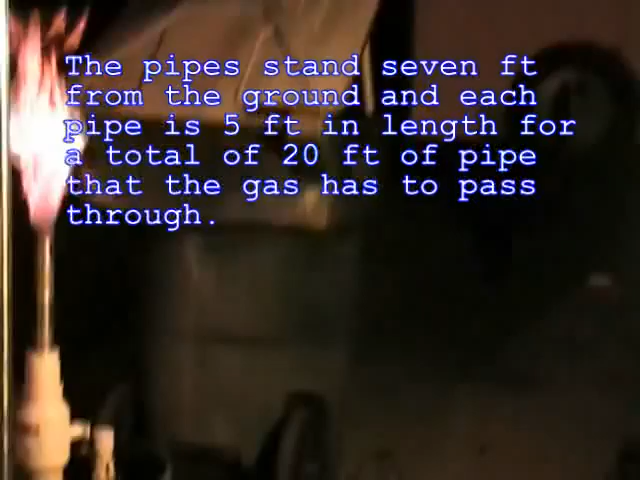 The pipes stand seven ft
from the ground and each
pipe is 5 ft in length for
a total of 20 ft of pipe
that the gas has to pass
through.